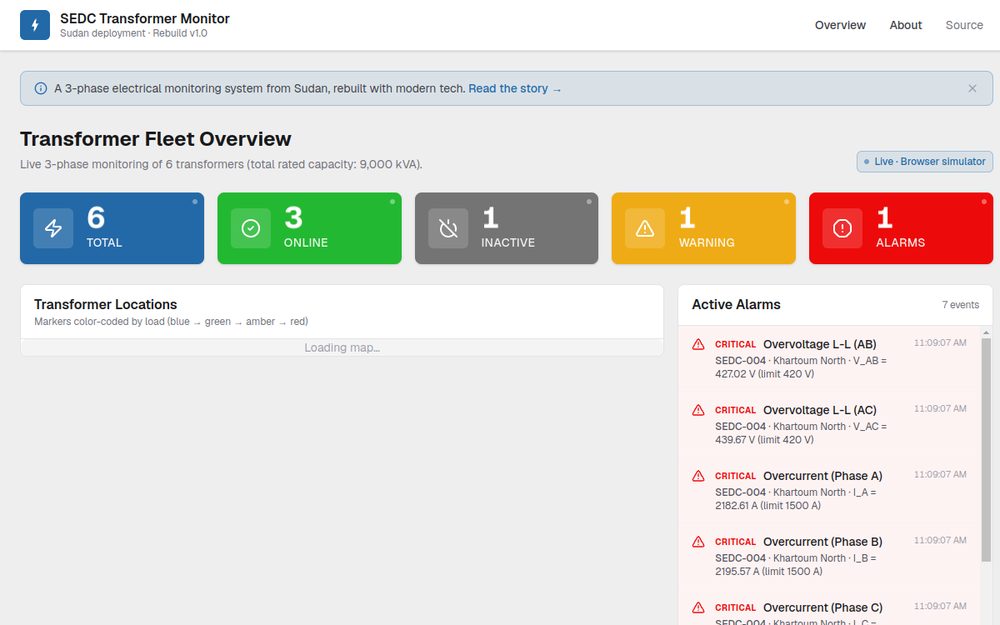 SEDC Transformer Monitor
Sudan deployment · Rebuild v1.0
Overview
About
Source
A 3-phase electrical monitoring system from Sudan, rebuilt with modern tech. Read the story →
Transformer Fleet Overview
Live 3-phase monitoring of 6 transformers (total rated capacity: 9,000 kVA).
Live · Browser simulator
6
TOTAL
3
ONLINE
1
INACTIVE
1
WARNING
1
ALARMS
Transformer Locations
Markers color-coded by load (blue → green → amber → red)
Loading map...
Active Alarms
7 events
CRITICAL Overvoltage L-L (AB) 11:09:07 AM
SEDC-004 · Khartoum North · V_AB =
427.02 V (limit 420 V)
CRITICAL Overvoltage L-L (AC) 11:09:07 AM
SEDC-004 · Khartoum North · V_AC =
439.67 V (limit 420 V)
CRITICAL Overcurrent (Phase A) 11:09:07 AM
SEDC-004 · Khartoum North · I_A =
2182.61 A (limit 1500 A)
CRITICAL Overcurrent (Phase B) 11:09:07 AM
SEDC-004 · Khartoum North · I_B =
2195.57 A (limit 1500 A)
CRITICAL Overcurrent (Phase C) 11:09:07 AM
SEDC-004 · Khartoum North · I_C =